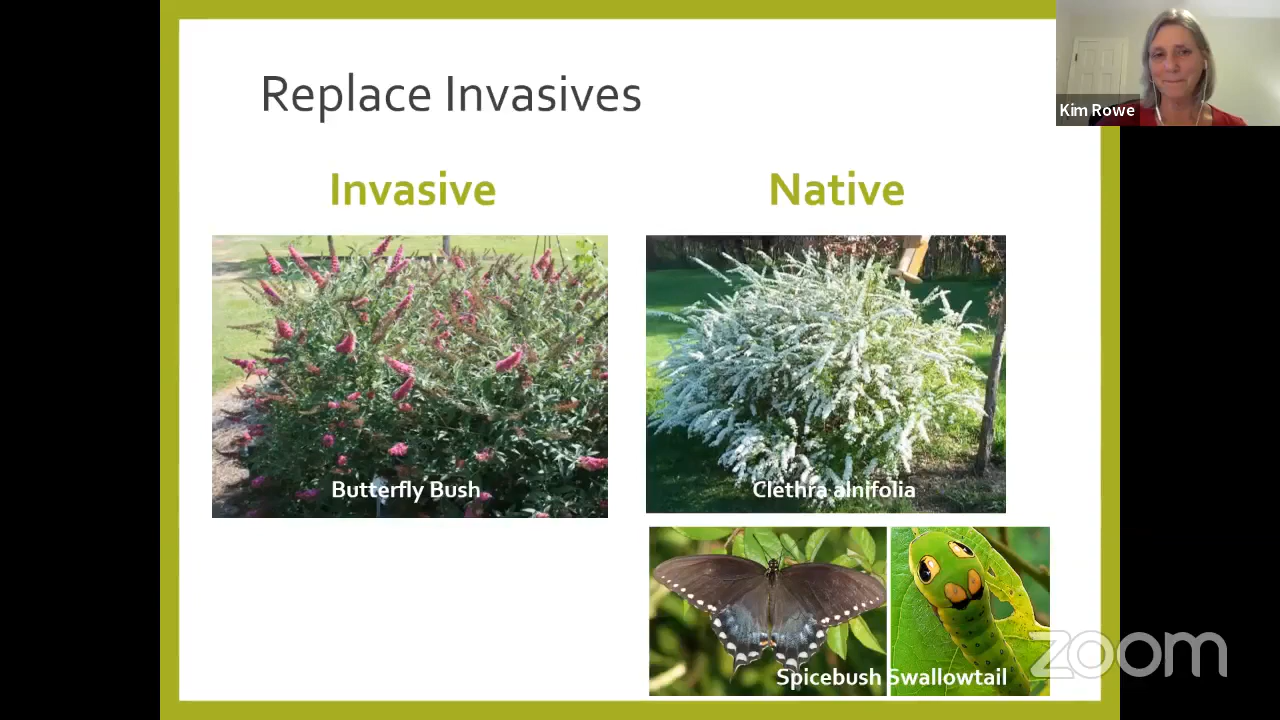 Replace Invasives
Kim Rowe
Invasive
Native
Butterfly Bush
Clethra alnifolia
Spicebush Swallowtail
zoom